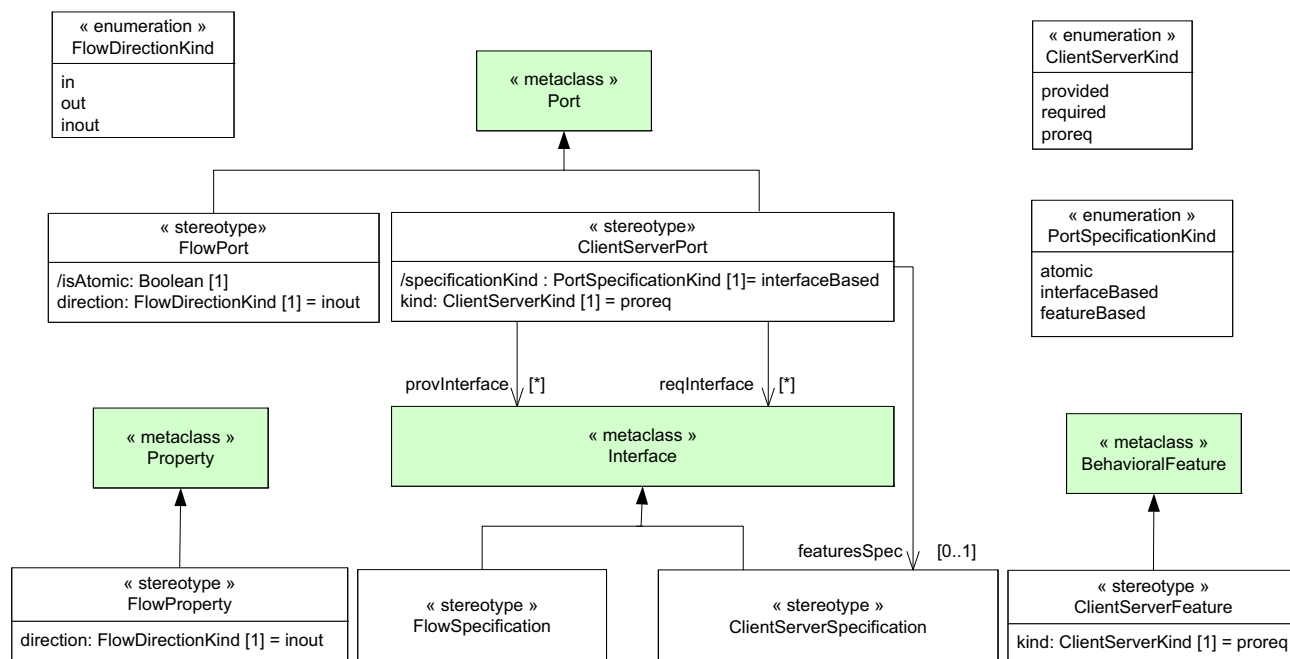 « enumeration »
FlowDirectionKind
in
out
inout
« metaclass »
Port
« enumeration »
ClientServerKind
provided
required
proreq
« stereotype»
FlowPort
/isAtomic: Boolean [1]
direction: FlowDirectionKind [1] = inout
« stereotype »
ClientServerPort
/specificationKind : PortSpecificationKind [1]= interfaceBased
kind: ClientServerKind [1] = proreq
« enumeration »
PortSpecificationKind
atomic
interfaceBased
featureBased
provInterface [*]
reqInterface [*]
« metaclass »
Property
« metaclass »
Interface
« metaclass »
BehavioralFeature
featuresSpec [0..1]
« stereotype »
FlowProperty
direction: FlowDirectionKind [1] = inout
« stereotype »
FlowSpecification
« stereotype »
ClientServerSpecification
« stereotype »
ClientServerFeature
kind: ClientServerKind [1] = proreq